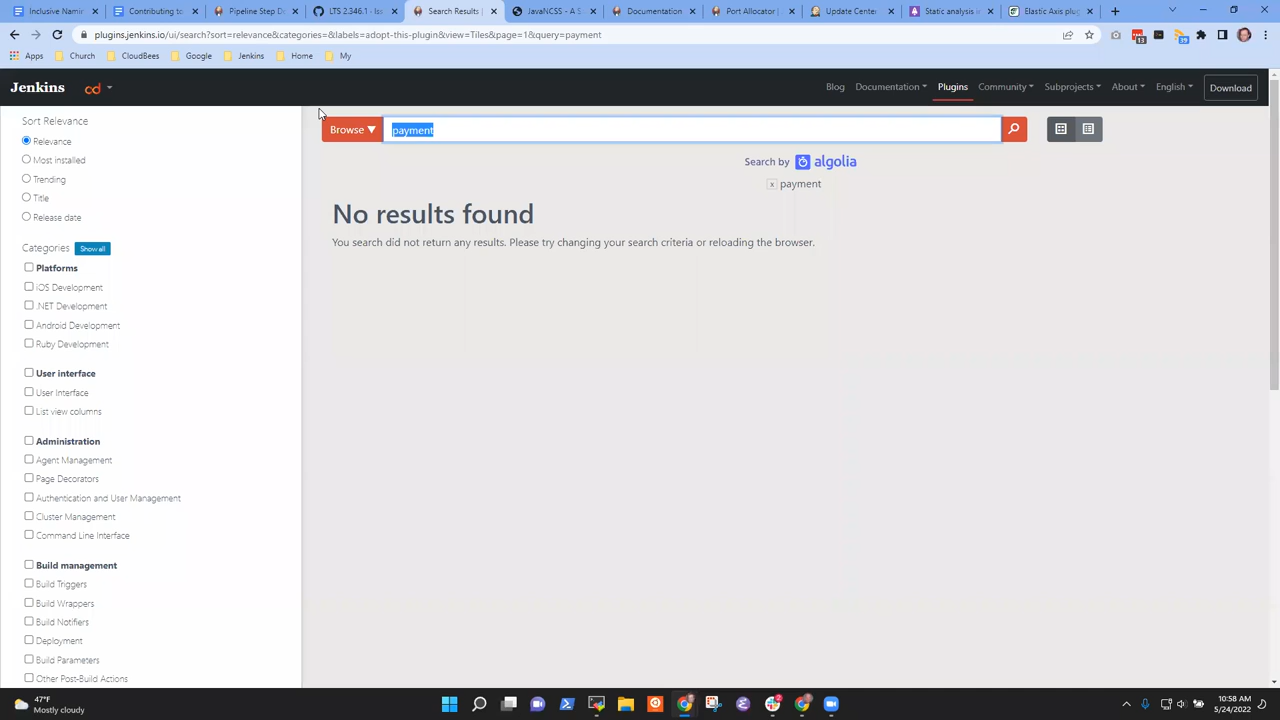 Include Numan
Contributing to
Pipeline Step D
LTS 2.346.1 - Iss
Search Results |
JavaNCSS - A S
Documentation
Port Allocator |
Update Center
Static analysis i
Elastic Axis plug
plugins.jenkins.io/ui/search?sort=relevance&categories=&labels=adopt-this-plugin&view=Tiles&page=1&query=payment
13
39
Apps
Church
CloudBees
Google
Jenkins
Home
My
Jenkins
cd
Blog
Documentation
Plugins
Community
Subprojects
About
English
Download
Sort Relevance
Relevance
Most installed
Trending
Title
Release date
Categories Show all
Platforms
iOS Development
.NET Development
Android Development
Ruby Development
User interface
User Interface
List view columns
Administration
Agent Management
Page Decorators
Authentication and User Management
Cluster Management
Command Line Interface
Build management
Build Triggers
Build Wrappers
Build Notifiers
Deployment
Build Parameters
Other Post-Build Actions
Browse ▼
payment
Search by algolia
x payment
No results found
You search did not return any results. Please try changing your search criteria or reloading the browser.
47°F
Mostly cloudy
10:58 AM
5/24/2022